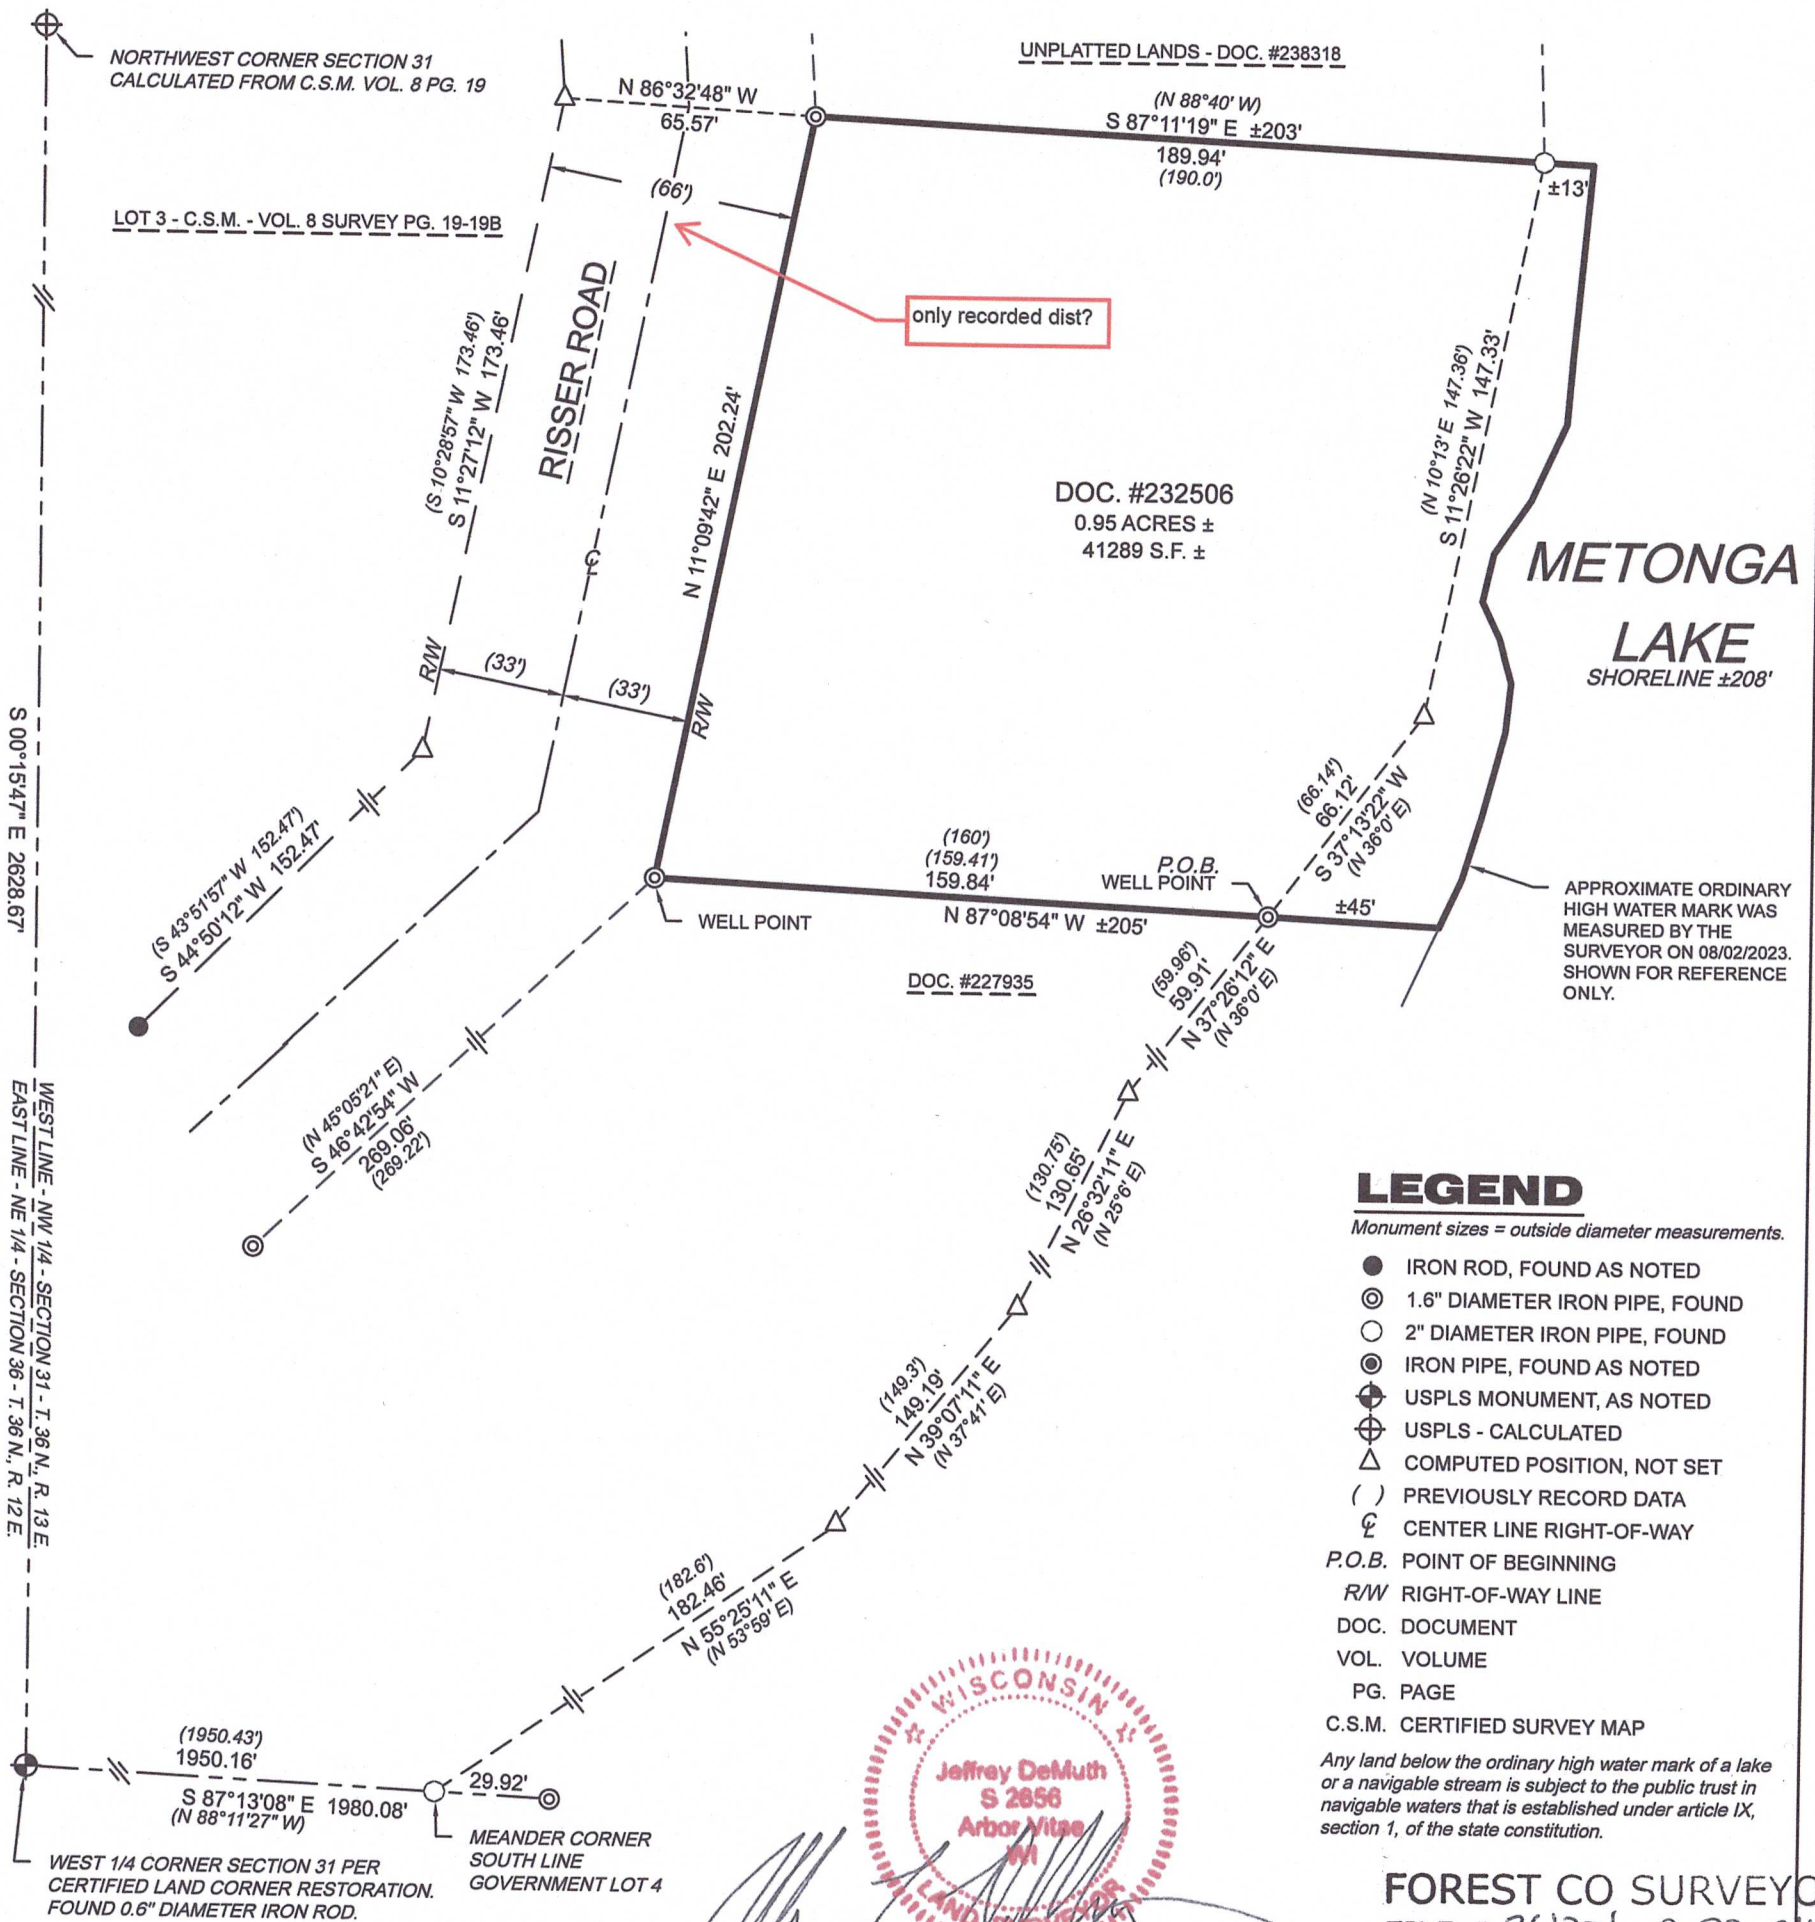 NORTHWEST CORNER SECTION 31
CALCULATED FROM C.S.M. VOL. 8 PG. 19
UNPLATTED LANDS - DOC. #238318
N 86°32'48" W
65.57'
(N 88°40' W)
S 87°11'19" E ±203'
189.94'
(190.0')
±13'
(66')
LOT 3 - C.S.M. - VOL. 8 SURVEY PG. 19-19B
only recorded dist?
RISSER ROAD
(S 10°28'57" W 173.46')
S 11°27'12" W 173.46'
N 11°09'42" E 202.24'
DOC. #232506
0.95 ACRES ±
41289 S.F. ±
(N 10°13' E 147.36')
S 11°26'22" W 147.33'
METONGA
LAKE
SHORELINE ±208'
℄
R/W
(33')
(33')
R/W
S 00°15'47" E 2628.67'
(S 43°51'57" W 152.47')
S 44°50'12" W 152.47'
(66.14')
66.12'
S 37°13'22" W
(N 36°0' E)
(160')
(159.41')
159.84'
N 87°08'54" W ±205'
P.O.B.
WELL POINT
±45'
WELL POINT
DOC. #227935
APPROXIMATE ORDINARY
HIGH WATER MARK WAS
MEASURED BY THE
SURVEYOR ON 08/02/2023.
SHOWN FOR REFERENCE
ONLY.
(59.96')
59.91'
N 37°26'12" E
(N 36°0' E)
(N 45°05'21" E)
S 46°42'54" W
269.06'
(269.22')
(130.75')
130.65'
N 26°32'11" E
(N 25°6' E)
WEST LINE - NW 1/4 - SECTION 31 - T. 36 N., R. 13 E.
EAST LINE - NE 1/4 - SECTION 36 - T. 36 N., R. 12 E.
(149.3')
149.19'
N 39°07'11" E
(N 37°41' E)
(182.6')
182.46'
N 55°25'11" E
(N 53°59' E)
(1950.43')
1950.16'
S 87°13'08" E 1980.08'
(N 88°11'27" W)
29.92'
MEANDER CORNER
SOUTH LINE
GOVERNMENT LOT 4
WEST 1/4 CORNER SECTION 31 PER
CERTIFIED LAND CORNER RESTORATION.
FOUND 0.6" DIAMETER IRON ROD.
LEGEND
Monument sizes = outside diameter measurements.
IRON ROD, FOUND AS NOTED
1.6" DIAMETER IRON PIPE, FOUND
2" DIAMETER IRON PIPE, FOUND
IRON PIPE, FOUND AS NOTED
USPLS MONUMENT, AS NOTED
USPLS - CALCULATED
COMPUTED POSITION, NOT SET
( ) PREVIOUSLY RECORD DATA
℄ CENTER LINE RIGHT-OF-WAY
P.O.B. POINT OF BEGINNING
R/W RIGHT-OF-WAY LINE
DOC. DOCUMENT
VOL. VOLUME
PG. PAGE
C.S.M. CERTIFIED SURVEY MAP
Any land below the ordinary high water mark of a lake
or a navigable stream is subject to the public trust in
navigable waters that is established under article IX,
section 1, of the state constitution.
WISCONSIN
Jeffrey DeMuth
S 2656
Arbor Vitae
WI
LAND SURVEYOR
FOREST CO SURVEYO